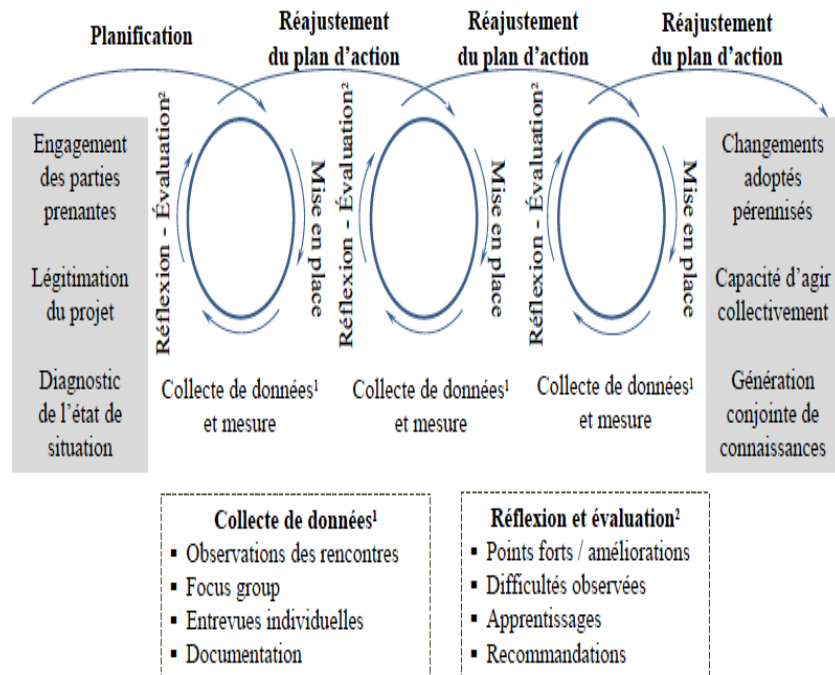 Planification
Réajustement
du plan d'action
Réajustement
du plan d'action
Réajustement
du plan d'action
Engagement
des parties
prenantes
Légitimation
du projet
Diagnostic
de l'état de
situation
Réflexion - Évaluation²
Mise en place
Collecte de données¹
et mesure
Réflexion - Évaluation²
Mise en place
Collecte de données¹
et mesure
Réflexion - Évaluation²
Mise en place
Collecte de données¹
et mesure
Changements
adoptés
pérennisés
Capacité d'agir
collectivement
Génération
conjointe de
connaissances
Collecte de données¹
▪ Observations des rencontres
▪ Focus group
▪ Entrevues individuelles
▪ Documentation
Réflexion et évaluation²
▪ Points forts / améliorations
▪ Difficultés observées
▪ Apprentissages
▪ Recommandations